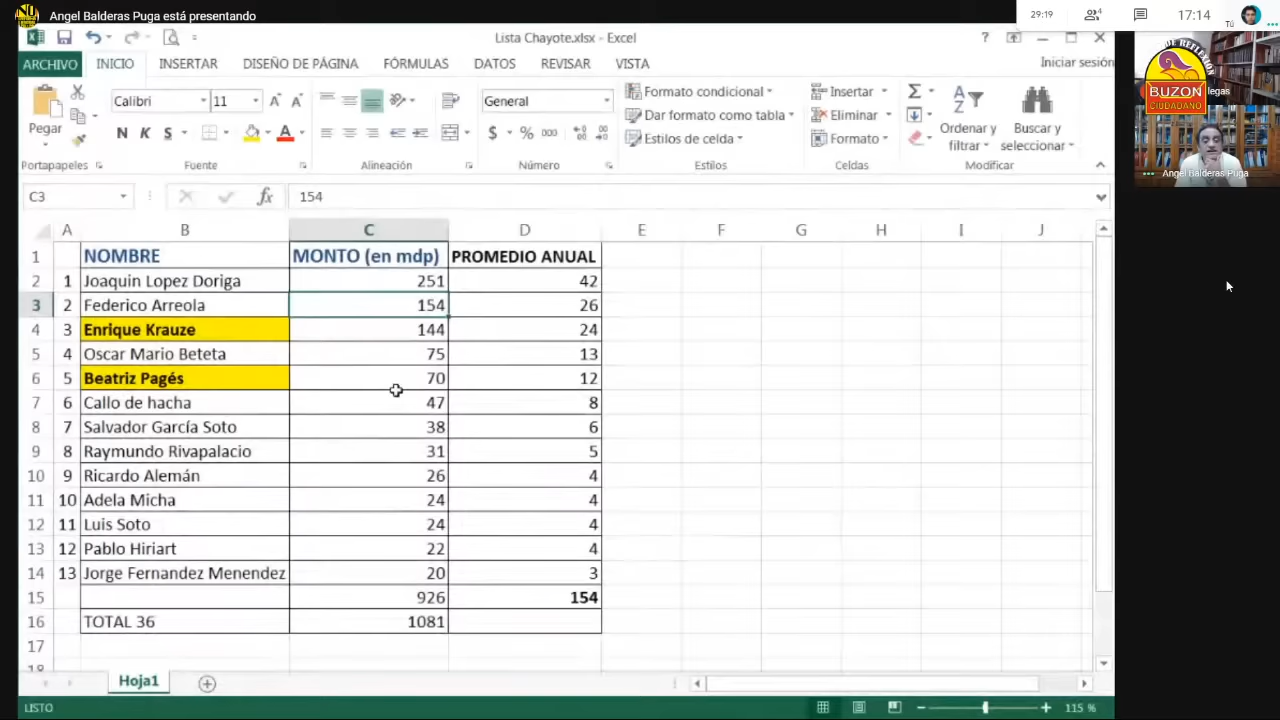 Angel Balderas Puga está presentando
29:19 4 17:14 Tú
Lista Chayote.xlsx - Excel
ARCHIVO INICIO INSERTAR DISEÑO DE PÁGINA FÓRMULAS DATOS REVISAR VISTA Iniciar sesión
Calibri 11 General Formato condicional Insertar
Dar formato como tabla Eliminar
Pegar N K S $ % 000 Estilos de celda Formato Ordenar y filtrar Buscar y seleccionar
Portapapeles Fuente Alineación Número Estilos Celdas Modificar
C3 fx 154
A B C D E F G H I J
1 NOMBRE MONTO (en mdp) PROMEDIO ANUAL
2 1 Joaquin Lopez Doriga 251 42
3 2 Federico Arreola 154 26
4 3 Enrique Krauze 144 24
5 4 Oscar Mario Beteta 75 13
6 5 Beatriz Pagés 70 12
7 6 Callo de hacha 47 8
8 7 Salvador García Soto 38 6
9 8 Raymundo Rivapalacio 31 5
10 9 Ricardo Alemán 26 4
11 10 Adela Micha 24 4
12 11 Luis Soto 24 4
13 12 Pablo Hiriart 22 4
14 13 Jorge Fernandez Menendez 20 3
15 926 154
16 TOTAL 36 1081
17
18
Hoja1
LISTO 115 %
DE REFLEXIÓN
BUZON
CIUDADANO
legas
Angel Balderas Puga